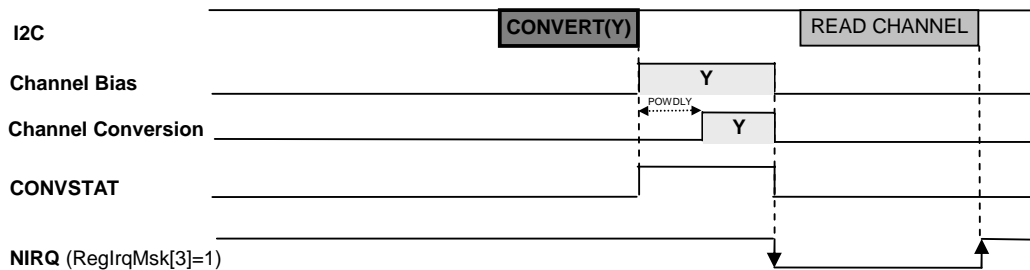 I2C CONVERT(Y) READ CHANNEL
Channel Bias Y
POWDLY
Channel Conversion Y
CONVSTAT
NIRQ (RegIrqMsk[3]=1)